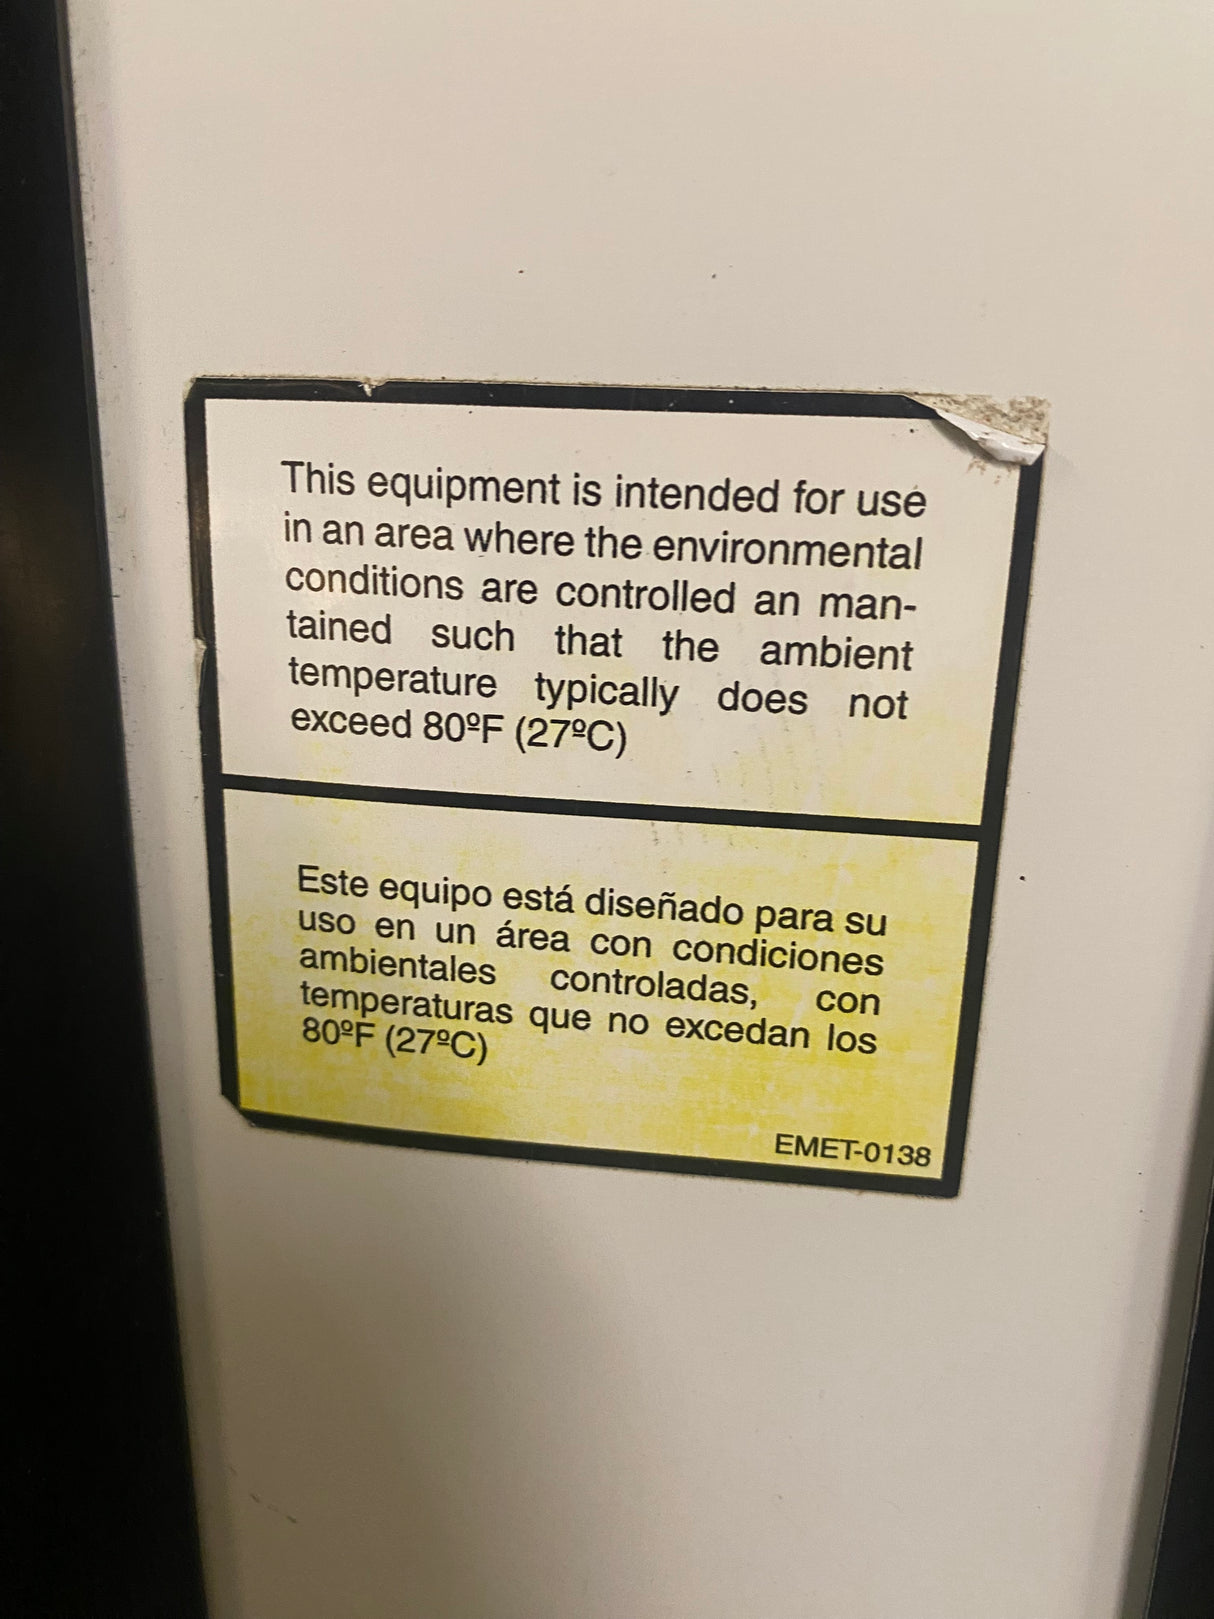 This equipment is intended for use
in an area where the environmental
conditions are controlled an man-
tained such that the ambient
temperature typically does not
exceed 80ºF (27ºC)
Este equipo está diseñado para su
uso en un área con condiciones
ambientales controladas, con
temperaturas que no excedan los
80ºF (27ºC)
EMET-0138